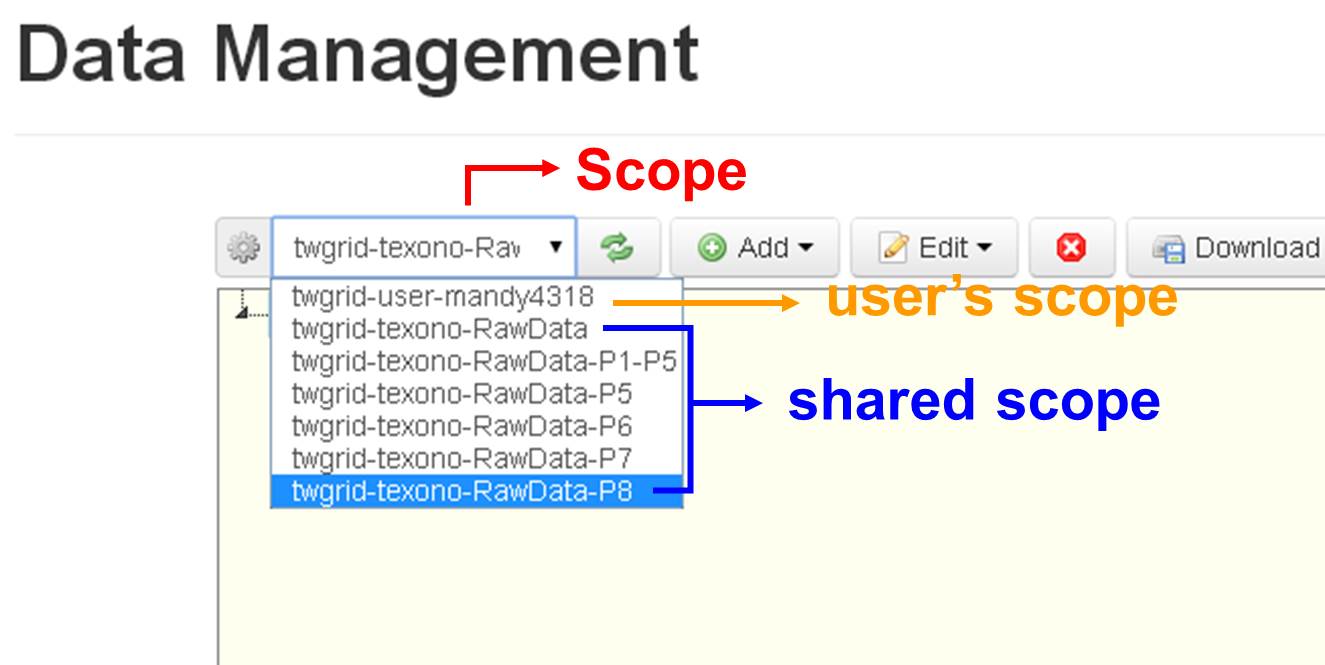 Data Management
Scope
twgrid-texono-Rav
Add
Edit
Download
twgrid-user-mandy4318
user's scope
twgrid-texono-RawData
twgrid-texono-RawData-P1-P5
twgrid-texono-RawData-P5
shared scope
twgrid-texono-RawData-P6
twgrid-texono-RawData-P7
twgrid-texono-RawData-P8